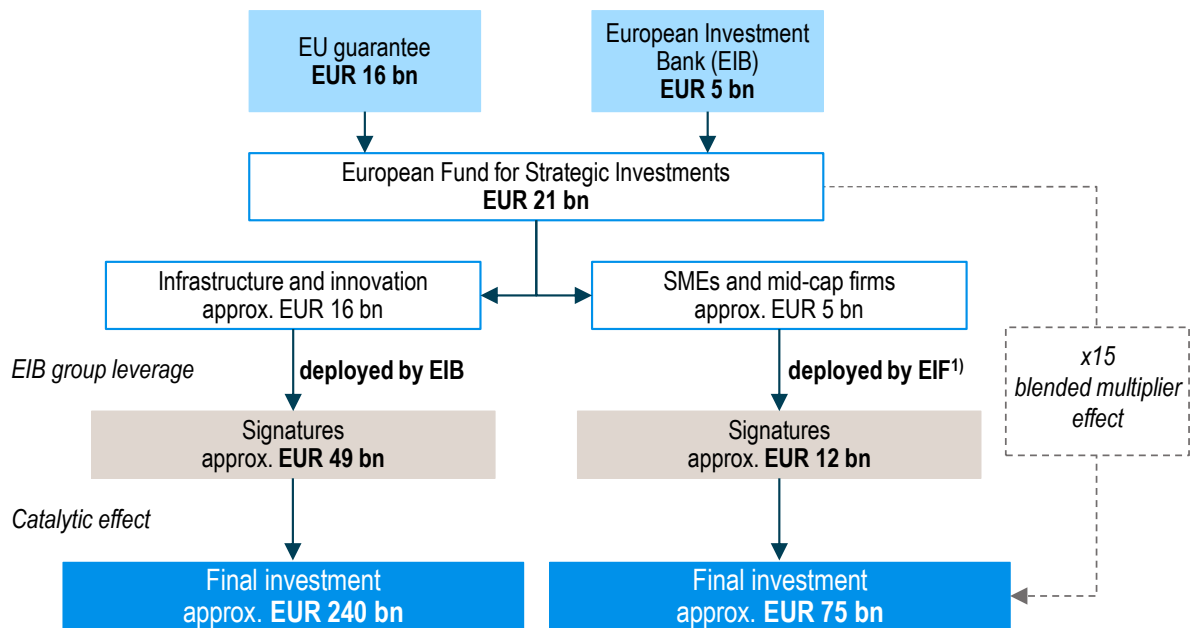 EU guarantee
EUR 16 bn
European Investment
Bank (EIB)
EUR 5 bn
European Fund for Strategic Investments
EUR 21 bn
Infrastructure and innovation
approx. EUR 16 bn
SMEs and mid-cap firms
approx. EUR 5 bn
EIB group leverage
deployed by EIB
deployed by EIF1)
x15
blended multiplier
effect
Signatures
approx. EUR 49 bn
Signatures
approx. EUR 12 bn
Catalytic effect
Final investment
approx. EUR 240 bn
Final investment
approx. EUR 75 bn